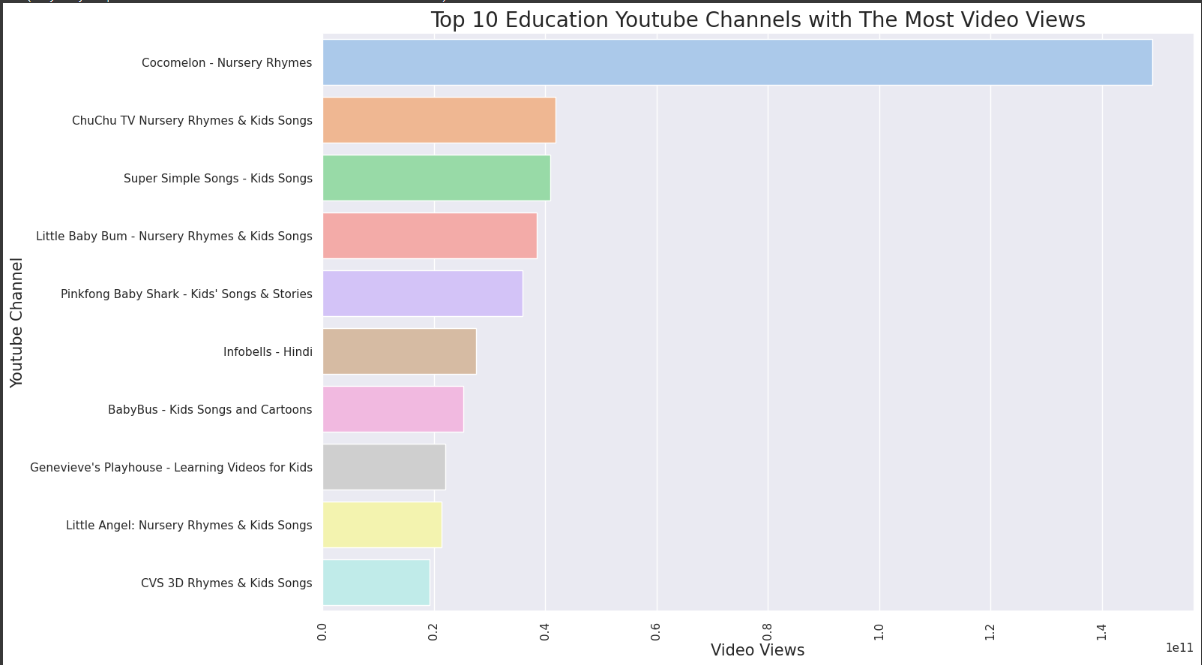 Top 10 Education Youtube Channels with The Most Video Views
Youtube Channel
Cocomelon - Nursery Rhymes
ChuChu TV Nursery Rhymes & Kids Songs
Super Simple Songs - Kids Songs
Little Baby Bum - Nursery Rhymes & Kids Songs
Pinkfong Baby Shark - Kids' Songs & Stories
Infobells - Hindi
BabyBus - Kids Songs and Cartoons
Genevieve's Playhouse - Learning Videos for Kids
Little Angel: Nursery Rhymes & Kids Songs
CVS 3D Rhymes & Kids Songs
0.0 0.2 0.4 0.6 0.8 1.0 1.2 1.4
1e11
Video Views